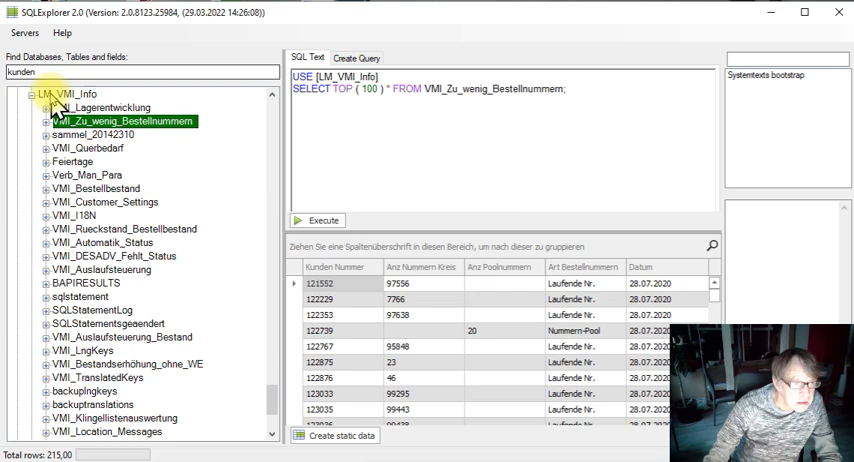 SQLExplorer 2.0 (Version: 2.0.8123.25984, (29.03.2022 14:26:08))
Servers Help
Find Databases, Tables and fields:
kunden
LM_VMI_Info
VMI_Lagerentwicklung
VMI_Zu_wenig_Bestellnummern
sammel_20142310
VMI_Querbedarf
Feiertage
Verb_Man_Para
VMI_Bestellbestand
VMI_Customer_Settings
VMI_I18N
VMI_Rueckstand_Bestellbestand
VMI_Automatik_Status
VMI_DESADV_Fehlt_Status
VMI_Auslaufsteuerung
BAPIRESULTS
sqlstatement
SQLStatementLog
SQLStatementsgeaendert
VMI_Auslaufsteuerung_Bestand
VMI_LngKeys
VMI_Bestandserhöhung_ohne_WE
VMI_TranslatedKeys
backuplngkeys
backuptranslations
VMI_Klingellistenauswertung
VMI_Location_Messages
Total rows: 215,00
SQL Text Create Query
USE [LM_VMI_Info]
SELECT TOP ( 100 ) * FROM VMI_Zu_wenig_Bestellnummern;
Execute
Ziehen Sie eine Spaltenüberschrift in diesen Bereich, um nach dieser zu gruppieren
Kunden Nummer Anz Nummern Kreis Anz Poolnummern Art Bestellnummern Datum
121552 97556 Laufende Nr. 28.07.2020
122229 7766 Laufende Nr. 28.07.2020
122353 97638 Laufende Nr. 28.07.2020
122739 20 Nummern-Pool 28.07.2020
122767 95848 Laufende Nr. 28.07.2020
122875 23 Laufende Nr. 28.07.2020
122876 46 Laufende Nr. 28.07.2020
123033 99295 Laufende Nr. 28.07.2020
123035 99443 Laufende Nr. 28.07.2020
Laufende Nr.
Create static data
Systemtexts bootstrap